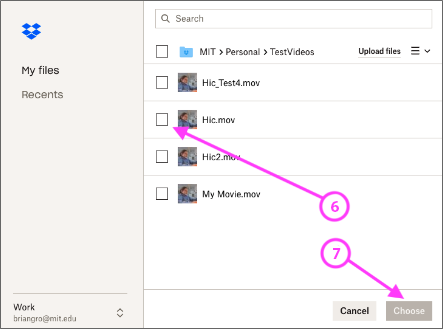 Search
MIT > Personal > TestVideos
Upload files
My files
Recents
Hic_Test4.mov
Hic.mov
Hic2.mov
My Movie.mov
6
7
Work
briangro@mit.edu
Cancel
Choose